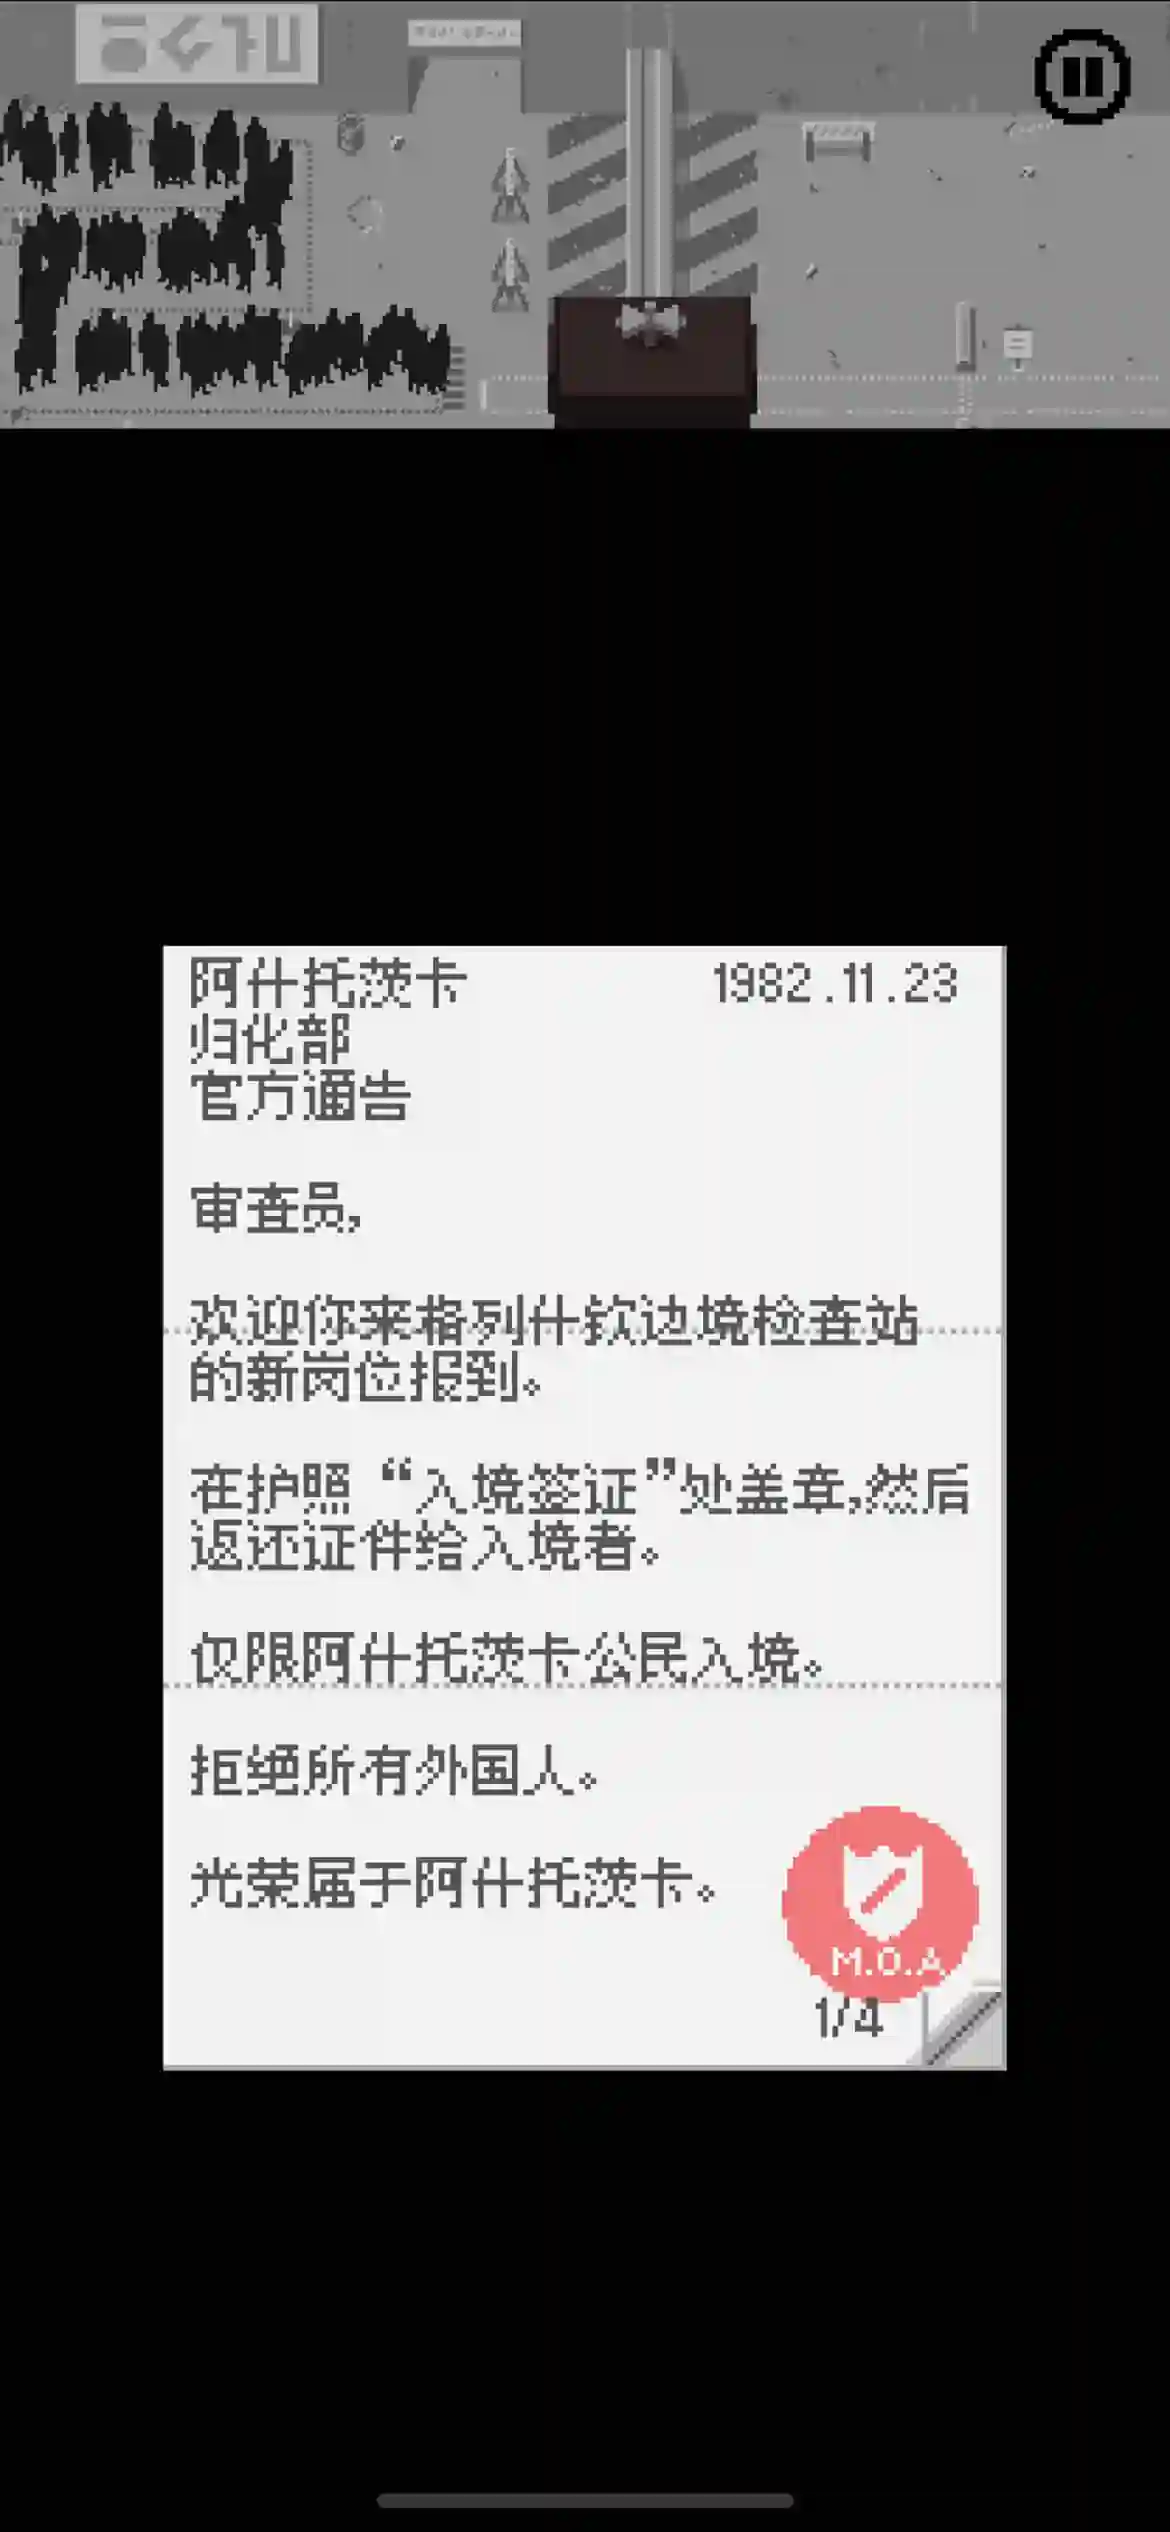 阿什托茨卡 1982.11.23
归化部
官方通告
审查员,
欢迎你来格列什钦边境检查站
的新岗位报到。
在护照“入境签证”处盖章,然后
返还证件给入境者。
仅限阿什托茨卡公民入境。
拒绝所有外国人。
光荣属于阿什托茨卡。
M.O.A
1/4